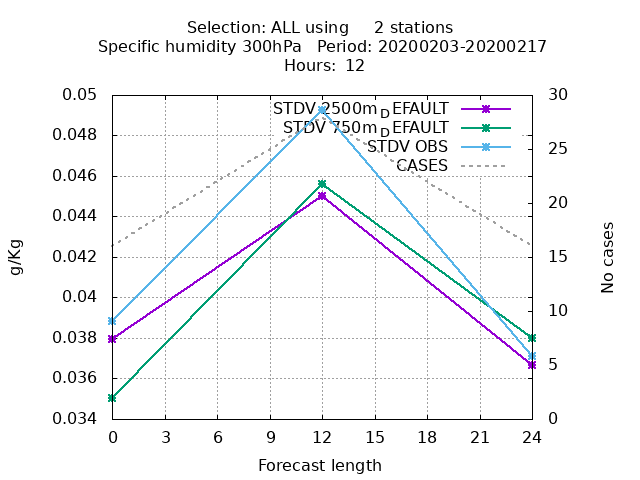 Selection: ALL using     2 stations
Specific humidity 300hPa   Period: 20200203-20200217
Hours: 12
0.05
0.048
0.046
0.044
0.042
0.04
0.038
0.036
0.034
g/Kg
STDV 2500mDEFAULT
STDV 750mDEFAULT
STDV OBS
CASES
30
25
20
15
10
5
0
No cases
0 3 6 9 12 15 18 21 24
Forecast length